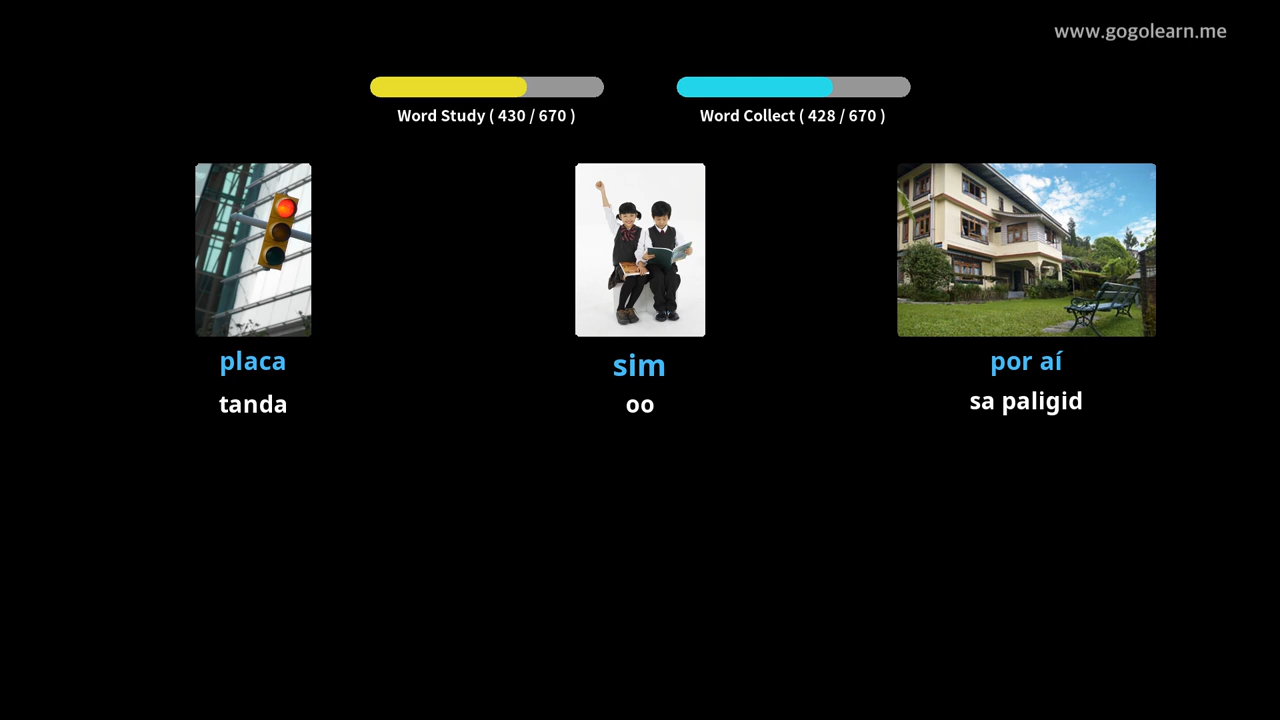 www.gogolearn.me
Word Study ( 430 / 670 )
Word Collect ( 428 / 670 )
placa
sim
por aí
tanda
oo
sa paligid